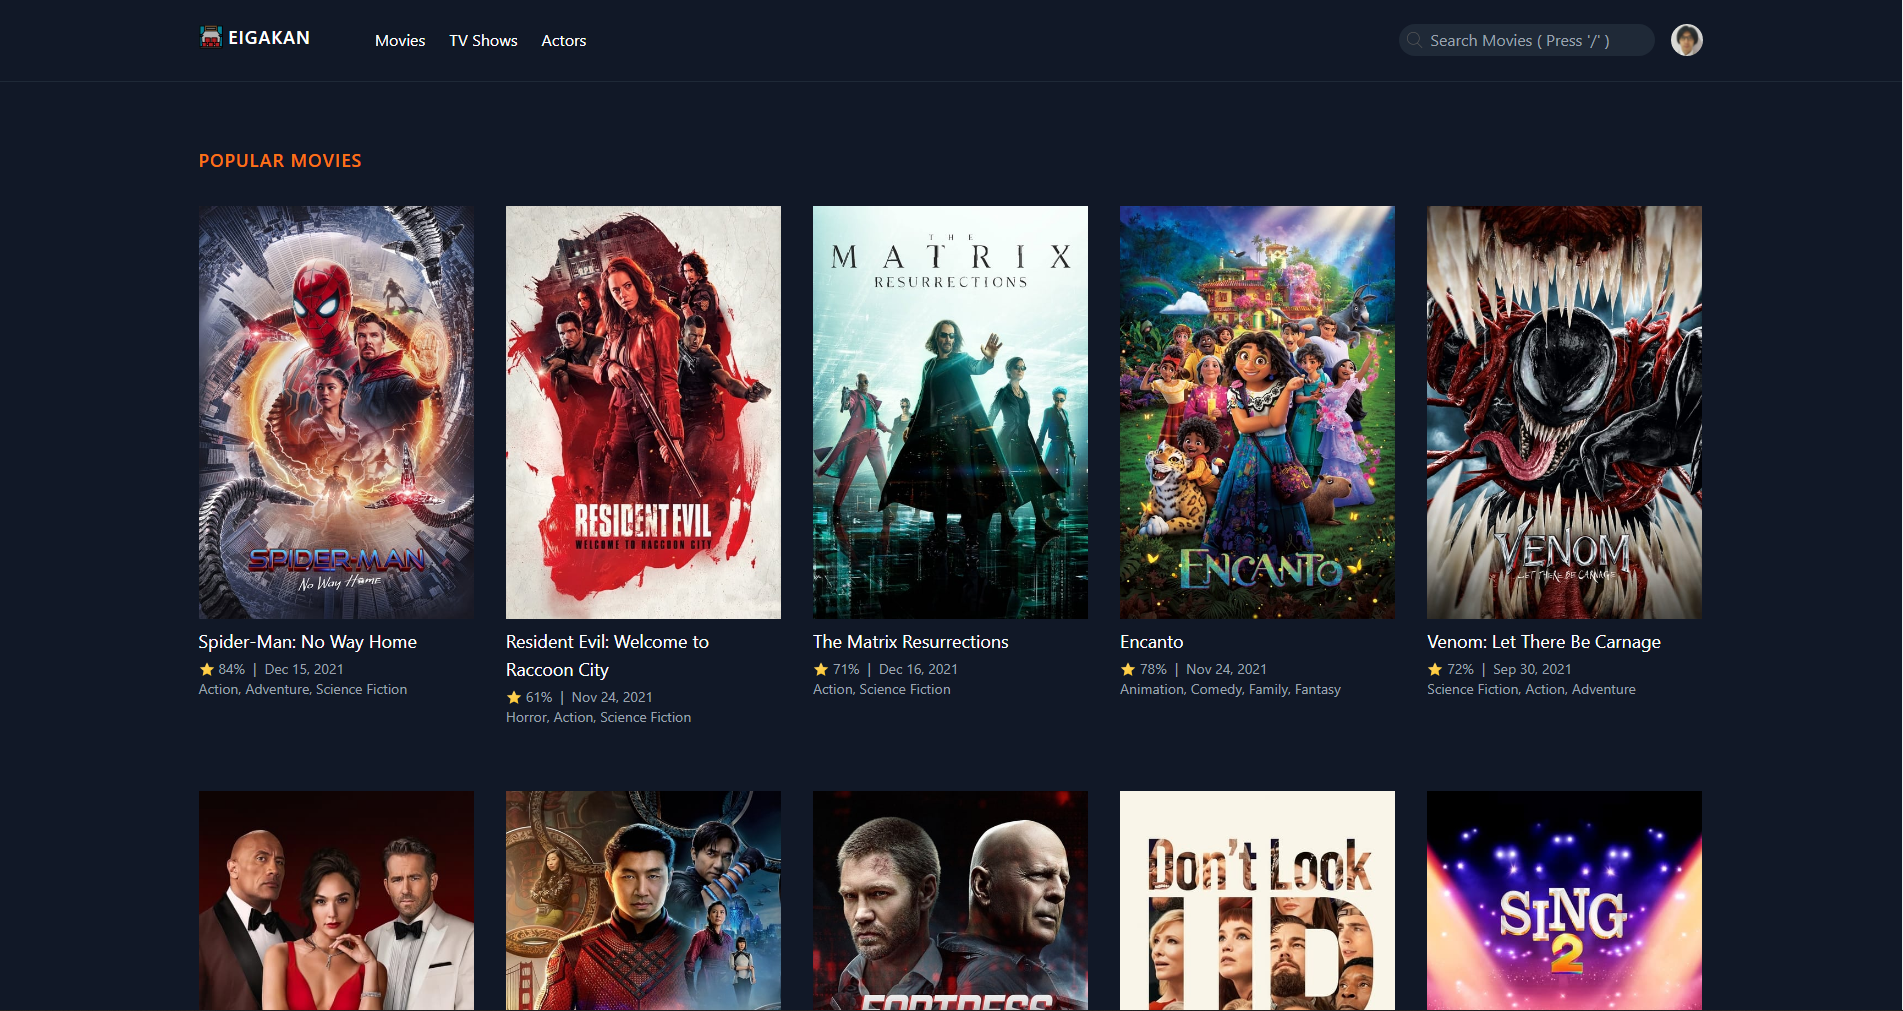 EIGAKAN
Movies
TV Shows
Actors
Search Movies ( Press '/' )
POPULAR MOVIES
SPIDER-MAN
No Way Home
RPD
RESIDENT EVIL
WELCOME TO RACCOON CITY
THE
MATRIX
RESURRECTIONS
ENCANTO
VENOM
LET THERE BE CARNAGE
Spider-Man: No Way Home
84% | Dec 15, 2021
Action, Adventure, Science Fiction
Resident Evil: Welcome to
Raccoon City
61% | Nov 24, 2021
Horror, Action, Science Fiction
The Matrix Resurrections
71% | Dec 16, 2021
Action, Science Fiction
Encanto
78% | Nov 24, 2021
Animation, Comedy, Family, Fantasy
Venom: Let There Be Carnage
72% | Sep 30, 2021
Science Fiction, Action, Adventure
FORTRESS
Don't Look
UP
SING
2